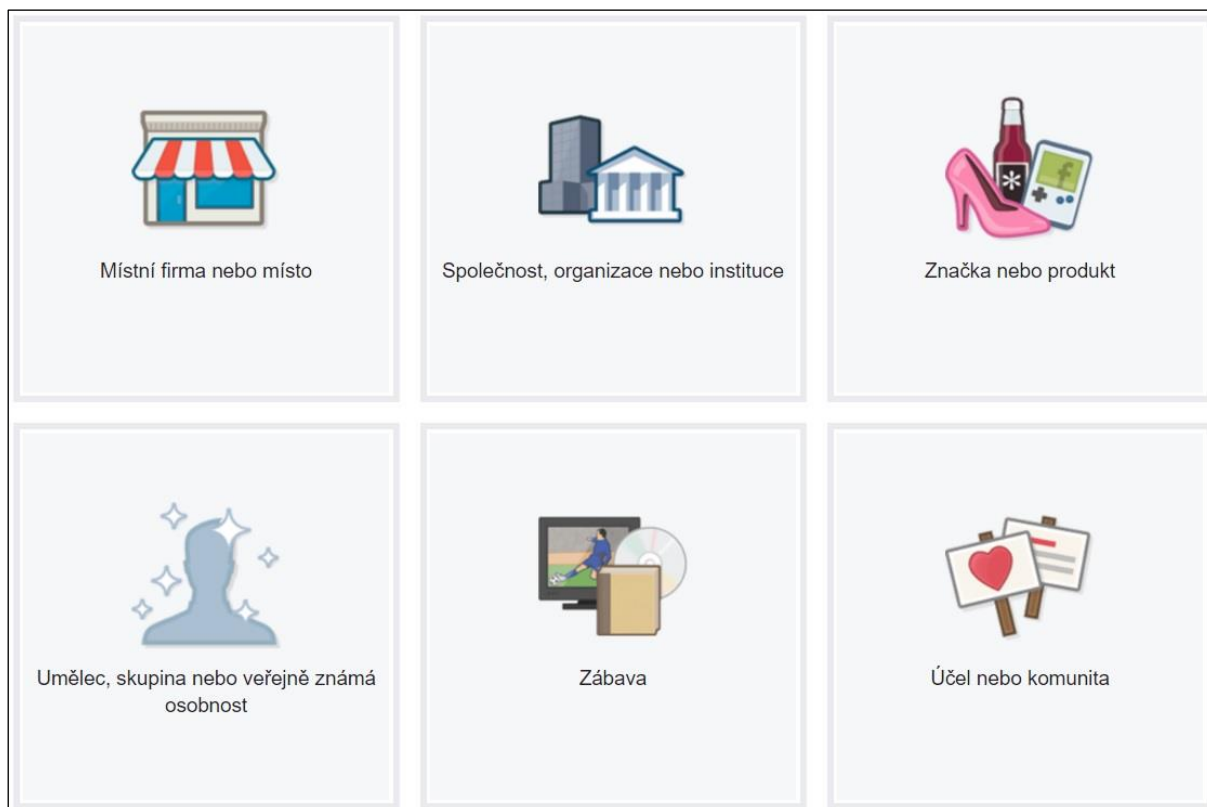 Místní firma nebo místo
Společnost, organizace nebo instituce
Značka nebo produkt
Umělec, skupina nebo veřejně známá
osobnost
Zábava
Účel nebo komunita